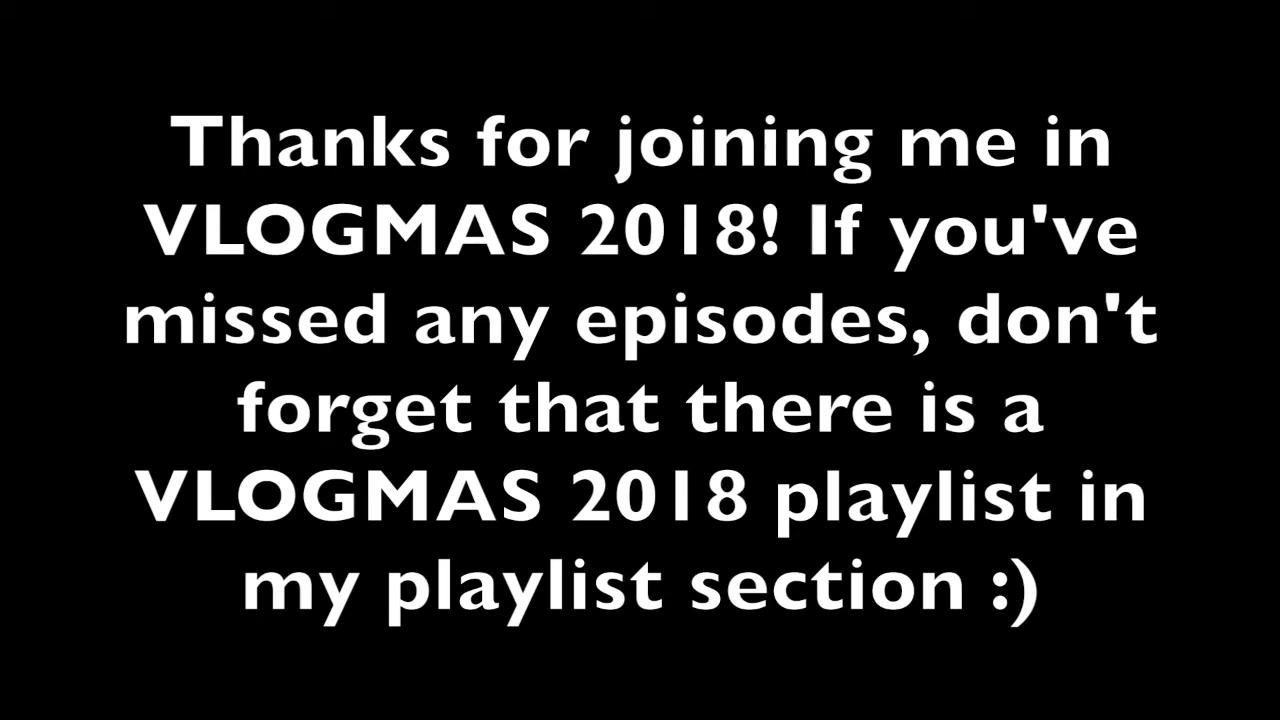 Thanks for joining me in
VLOGMAS 2018! If you've
missed any episodes, don't
forget that there is a
VLOGMAS 2018 playlist in
my playlist section :)